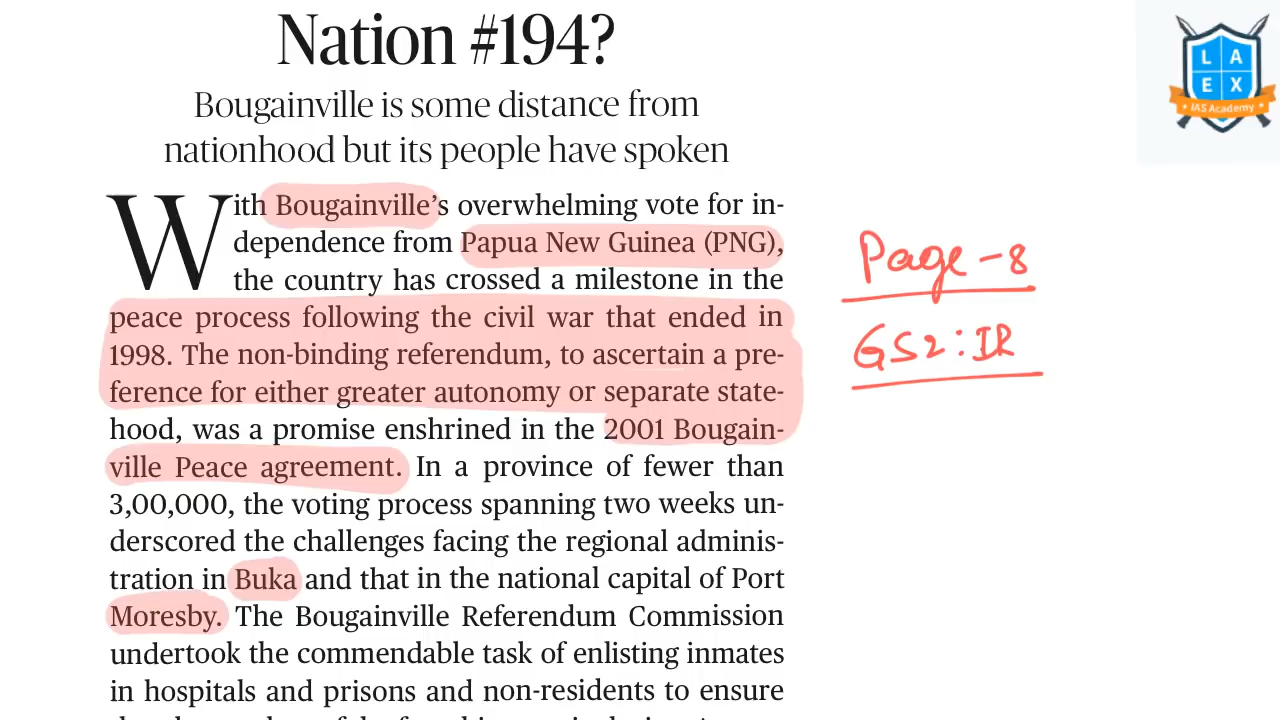 Nation #194?
Bougainville is some distance from
nationhood but its people have spoken
With Bougainville's overwhelming vote for in-
dependence from Papua New Guinea (PNG),
the country has crossed a milestone in the
peace process following the civil war that ended in
1998. The non-binding referendum, to ascertain a pre-
ference for either greater autonomy or separate state-
hood, was a promise enshrined in the 2001 Bougain-
ville Peace agreement. In a province of fewer than
3,00,000, the voting process spanning two weeks un-
derscored the challenges facing the regional adminis-
tration in Buka and that in the national capital of Port
Moresby. The Bougainville Referendum Commission
undertook the commendable task of enlisting inmates
in hospitals and prisons and non-residents to ensure
Page-8
GS2: IR
L A
E X
IAS Academy